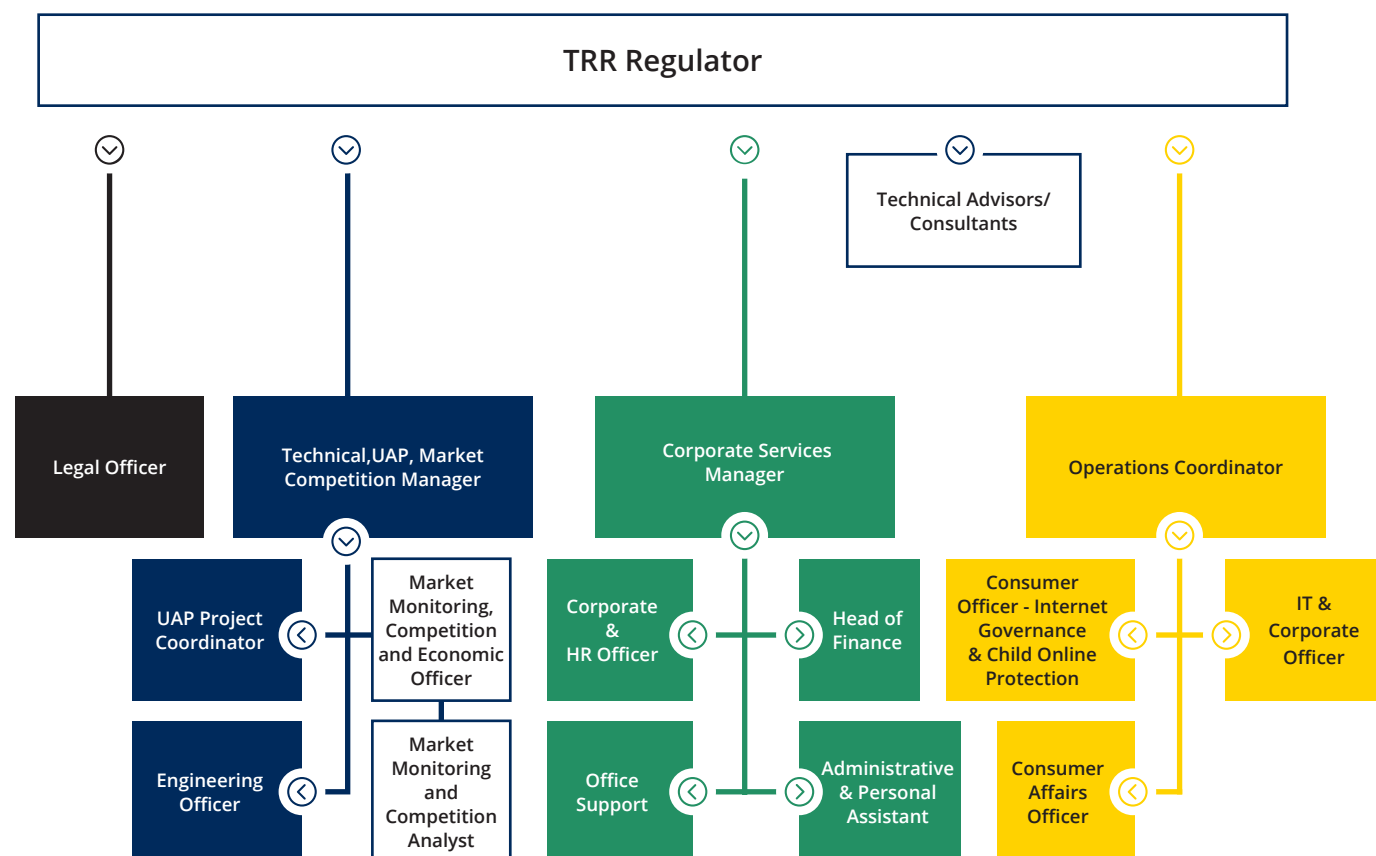 TRR Regulator
Technical Advisors/
Consultants
Legal Officer
Technical,UAP, Market
Competition Manager
Corporate Services
Manager
Operations Coordinator
UAP Project
Coordinator
Market
Monitoring,
Competition
and Economic
Officer
Corporate
&
HR Officer
Head of
Finance
Consumer
Officer - Internet
Governance
& Child Online
Protection
IT &
Corporate
Officer
Engineering
Officer
Market
Monitoring
and
Competition
Analyst
Office
Support
Administrative
& Personal
Assistant
Consumer
Affairs
Officer